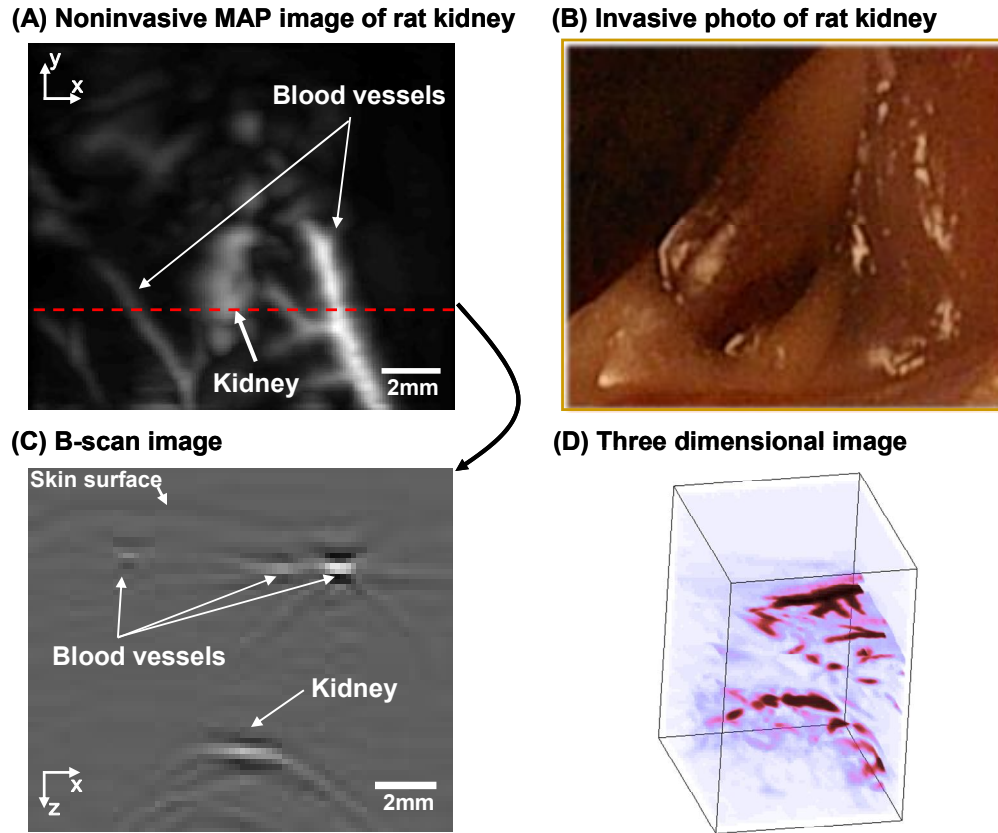 (A) Noninvasive MAP image of rat kidney
y
x
Blood vessels
Kidney
2mm
(B) Invasive photo of rat kidney
(C) B-scan image
Skin surface
Blood vessels
Kidney
x
z
2mm
(D) Three dimensional image